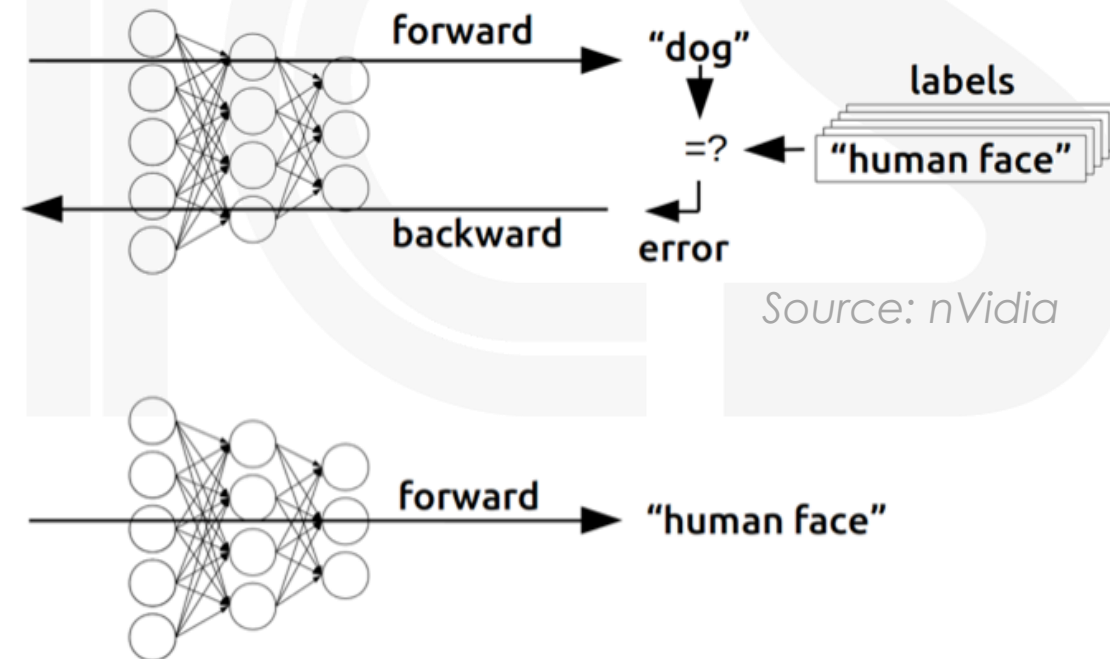 forward
“dog”
labels
=?
“human face”
backward
error
Source: nVidia
forward
“human face”